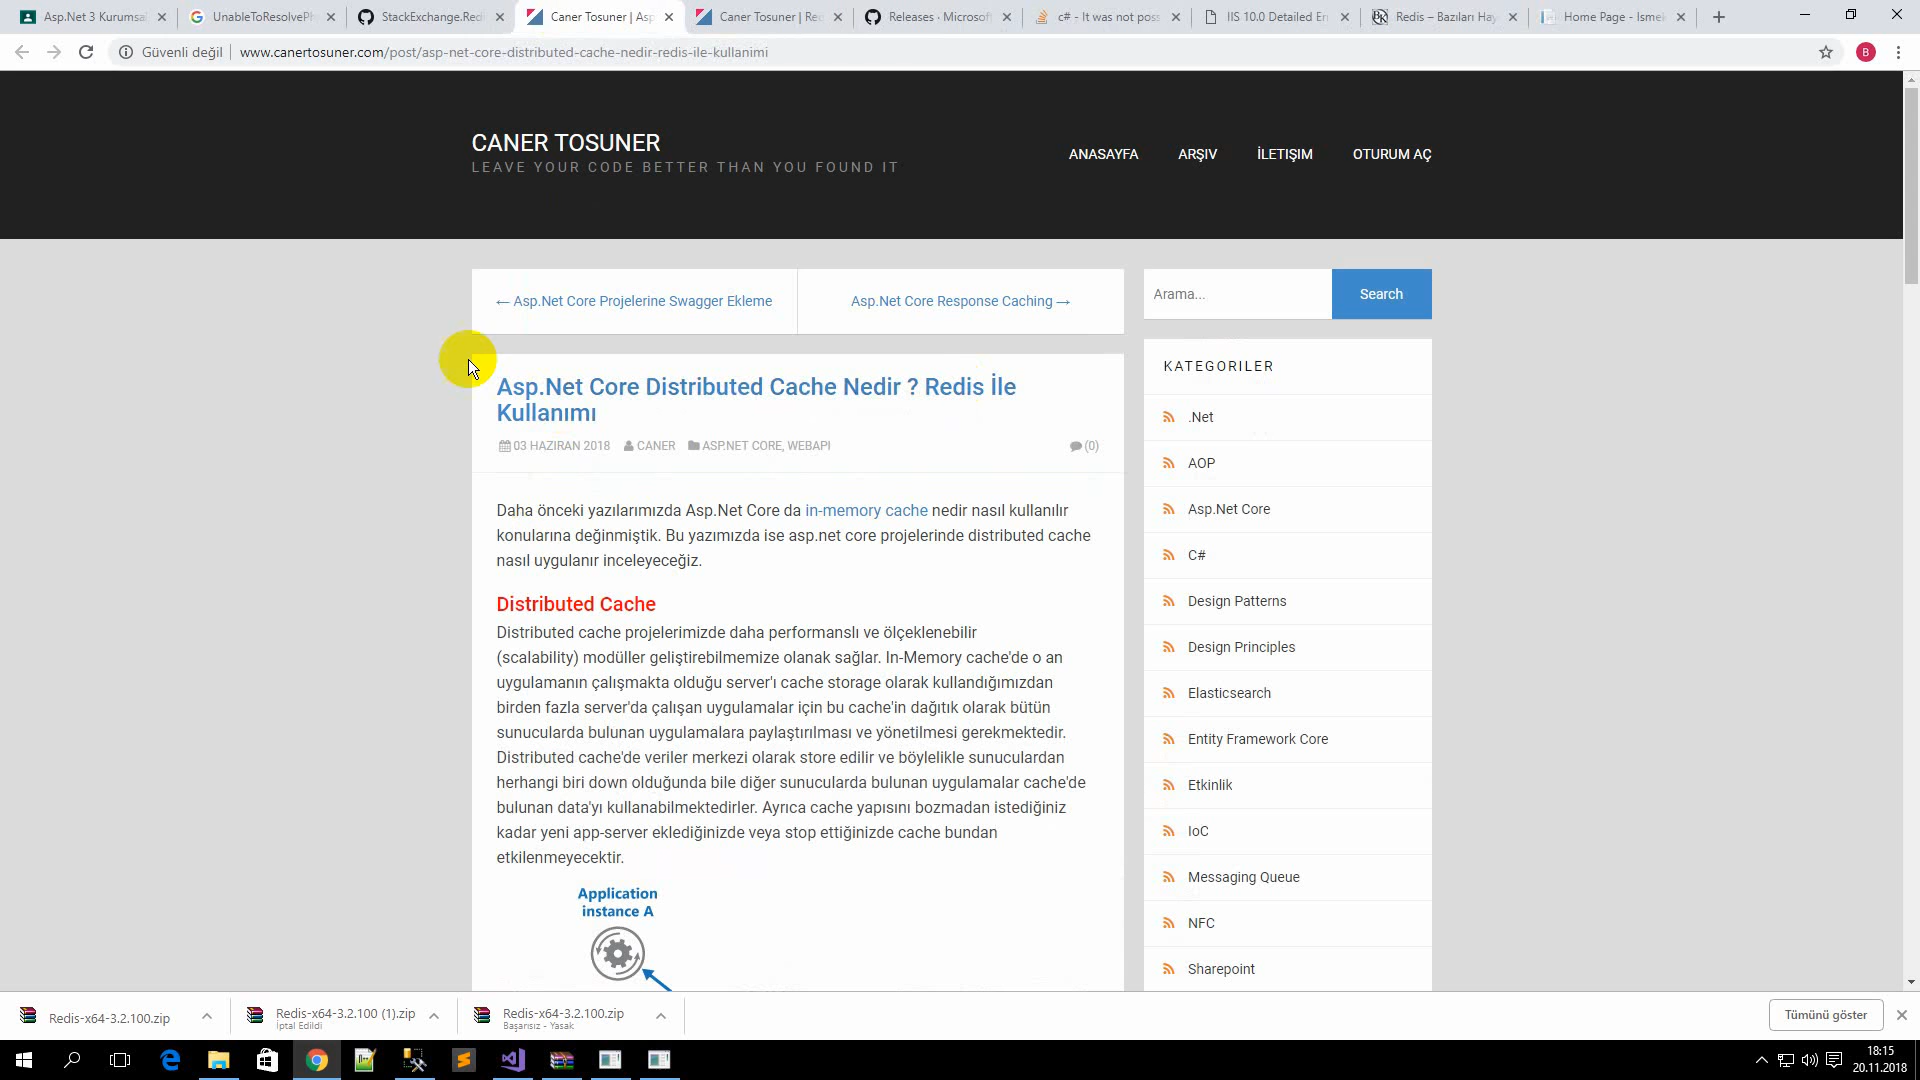 Asp.Net 3 Kurumsa
UnableToResolvePh
StackExchange.Redi
Caner Tosuner | Asp
Caner Tosuner | Re
Releases · Microsoft
c# - It was not poss
IIS 10.0 Detailed Er
Redis – Bazıları Hay
Home Page - Isme
Güvenli değil
www.canertosuner.com/post/asp-net-core-distributed-cache-nedir-redis-ile-kullanimi
B
CANER TOSUNER
LEAVE YOUR CODE BETTER THAN YOU FOUND IT
ANASAYFA
ARŞIV
İLETIŞIM
OTURUM AÇ
← Asp.Net Core Projelerine Swagger Ekleme
Asp.Net Core Response Caching →
Arama...
Search
Asp.Net Core Distributed Cache Nedir ? Redis İle
Kullanımı
03 HAZIRAN 2018
CANER
ASP.NET CORE, WEBAPI
(0)
Daha önceki yazılarımızda Asp.Net Core da in-memory cache nedir nasıl kullanılır
konularına değinmiştik. Bu yazımızda ise asp.net core projelerinde distributed cache
nasıl uygulanır inceleyeceğiz.
Distributed Cache
Distributed cache projelerimizde daha performanslı ve ölçeklenebilir
(scalability) modüller geliştirebilmemize olanak sağlar. In-Memory cache'de o an
uygulamanın çalışmakta olduğu server'ı cache storage olarak kullandığımızdan
birden fazla server'da çalışan uygulamalar için bu cache'in dağıtık olarak bütün
sunucularda bulunan uygulamalara paylaştırılması ve yönetilmesi gerekmektedir.
Distributed cache'de veriler merkezi olarak store edilir ve böylelikle sunuculardan
herhangi biri down olduğunda bile diğer sunucularda bulunan uygulamalar cache'de
bulunan data'yı kullanabilmektedirler. Ayrıca cache yapısını bozmadan istediğiniz
kadar yeni app-server eklediğinizde veya stop ettiğinizde cache bundan
etkilenmeyecektir.
Application
instance A
KATEGORILER
.Net
AOP
Asp.Net Core
C#
Design Patterns
Design Principles
Elasticsearch
Entity Framework Core
Etkinlik
IoC
Messaging Queue
NFC
Sharepoint
Redis-x64-3.2.100.zip
Redis-x64-3.2.100 (1).zip
İptal Edildi
Redis-x64-3.2.100.zip
Başarısız - Yasak
Tümünü göster
18:15
20.11.2018